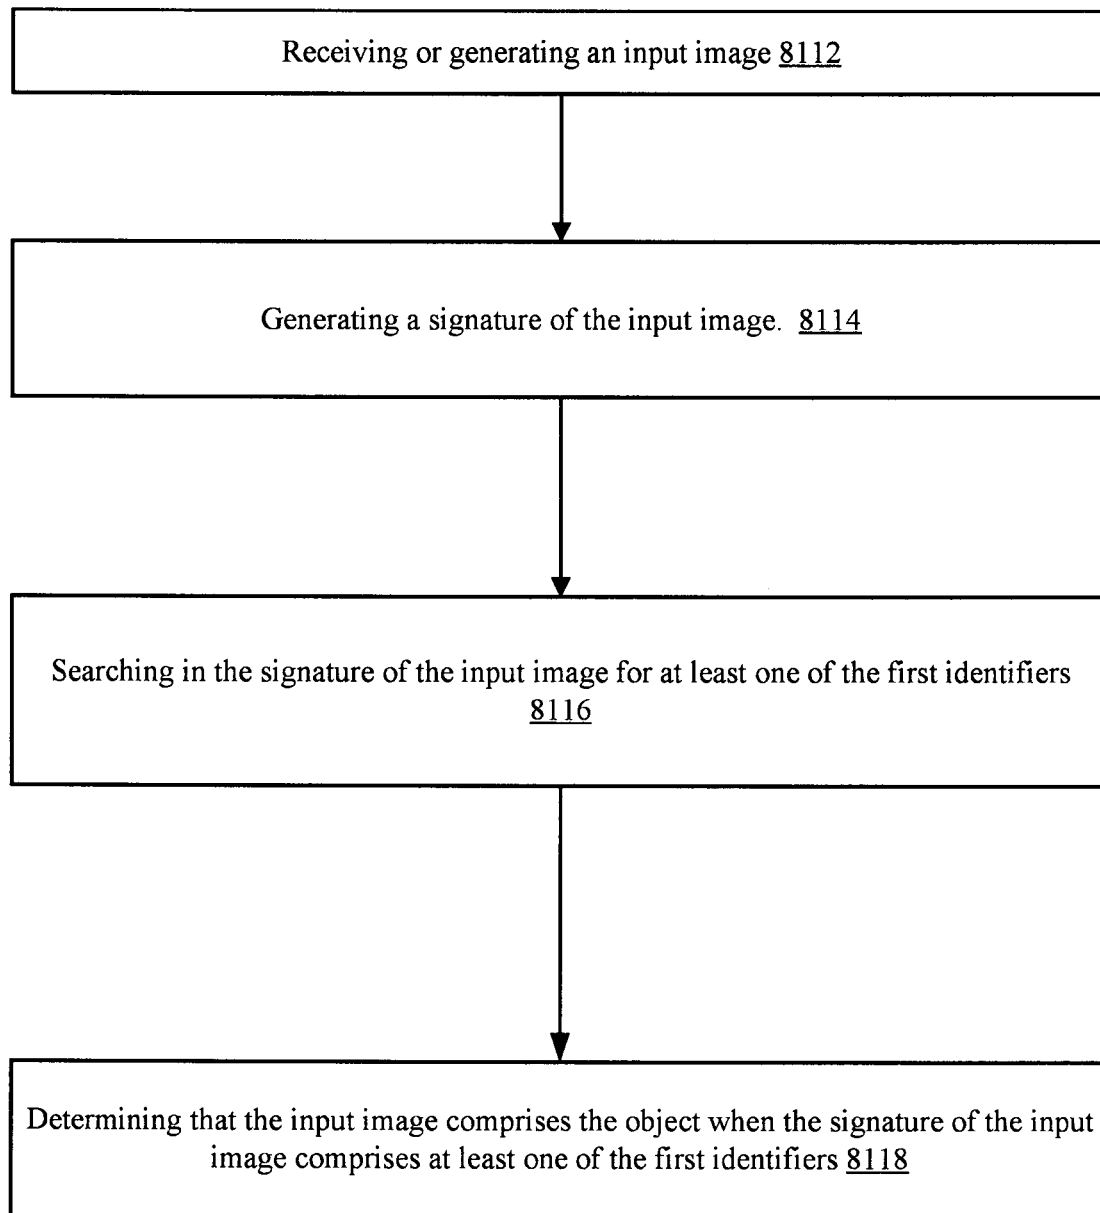 Receiving or generating an input image 8112
Generating a signature of the input image. 8114
Searching in the signature of the input image for at least one of the first identifiers
8116
Determining that the input image comprises the object when the signature of the input
image comprises at least one of the first identifiers 8118